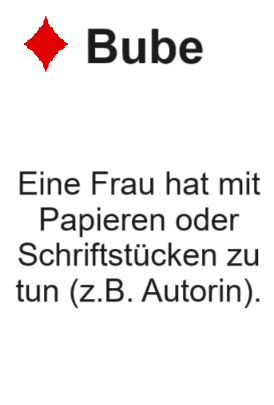 Bube
Eine Frau hat mit
Papieren oder
Schriftstücken zu
tun (z.B. Autorin).